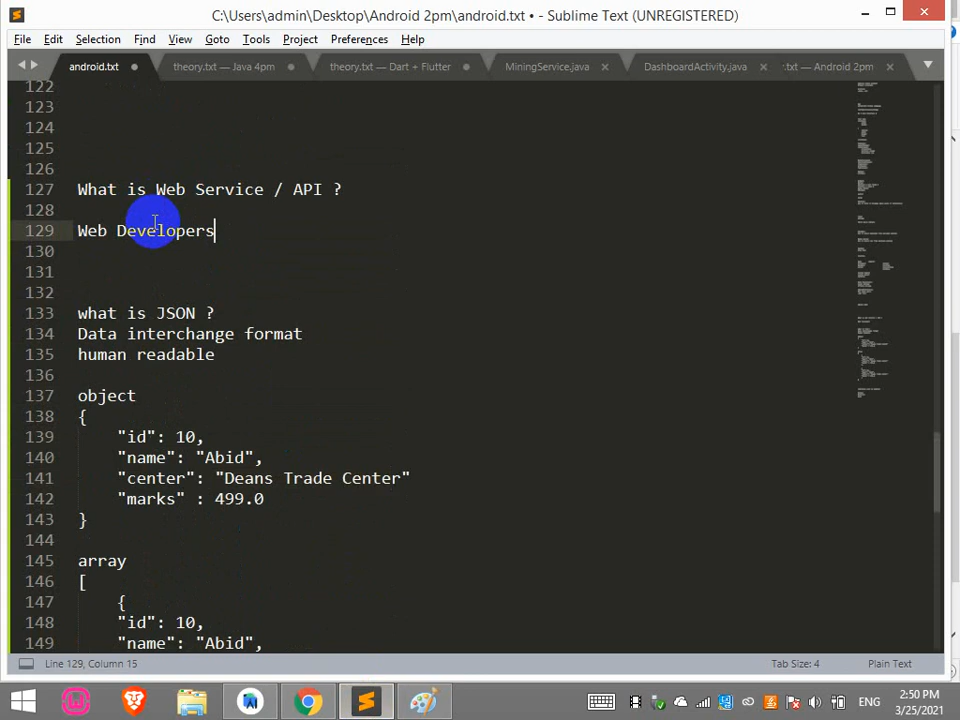 C:\Users\admin\Desktop\Android 2pm\android.txt • - Sublime Text (UNREGISTERED)
File Edit Selection Find View Goto Tools Project Preferences Help
android.txt theory.txt — Java 4pm theory.txt — Dart + Flutter MiningService.java DashboardActivity.java .txt — Android 2pm
122
123
124
125
126
127 What is Web Service / API ?
128
129 Web Developers
130
131
132
133 what is JSON ?
134 Data interchange format
135 human readable
136
137 object
138 {
139 "id": 10,
140 "name": "Abid",
141 "center": "Deans Trade Center"
142 "marks" : 499.0
143 }
144
145 array
146 [
147 {
148 "id": 10,
149 "name": "Abid",
Line 129, Column 15 Tab Size: 4 Plain Text
ENG 2:50 PM
3/25/2021